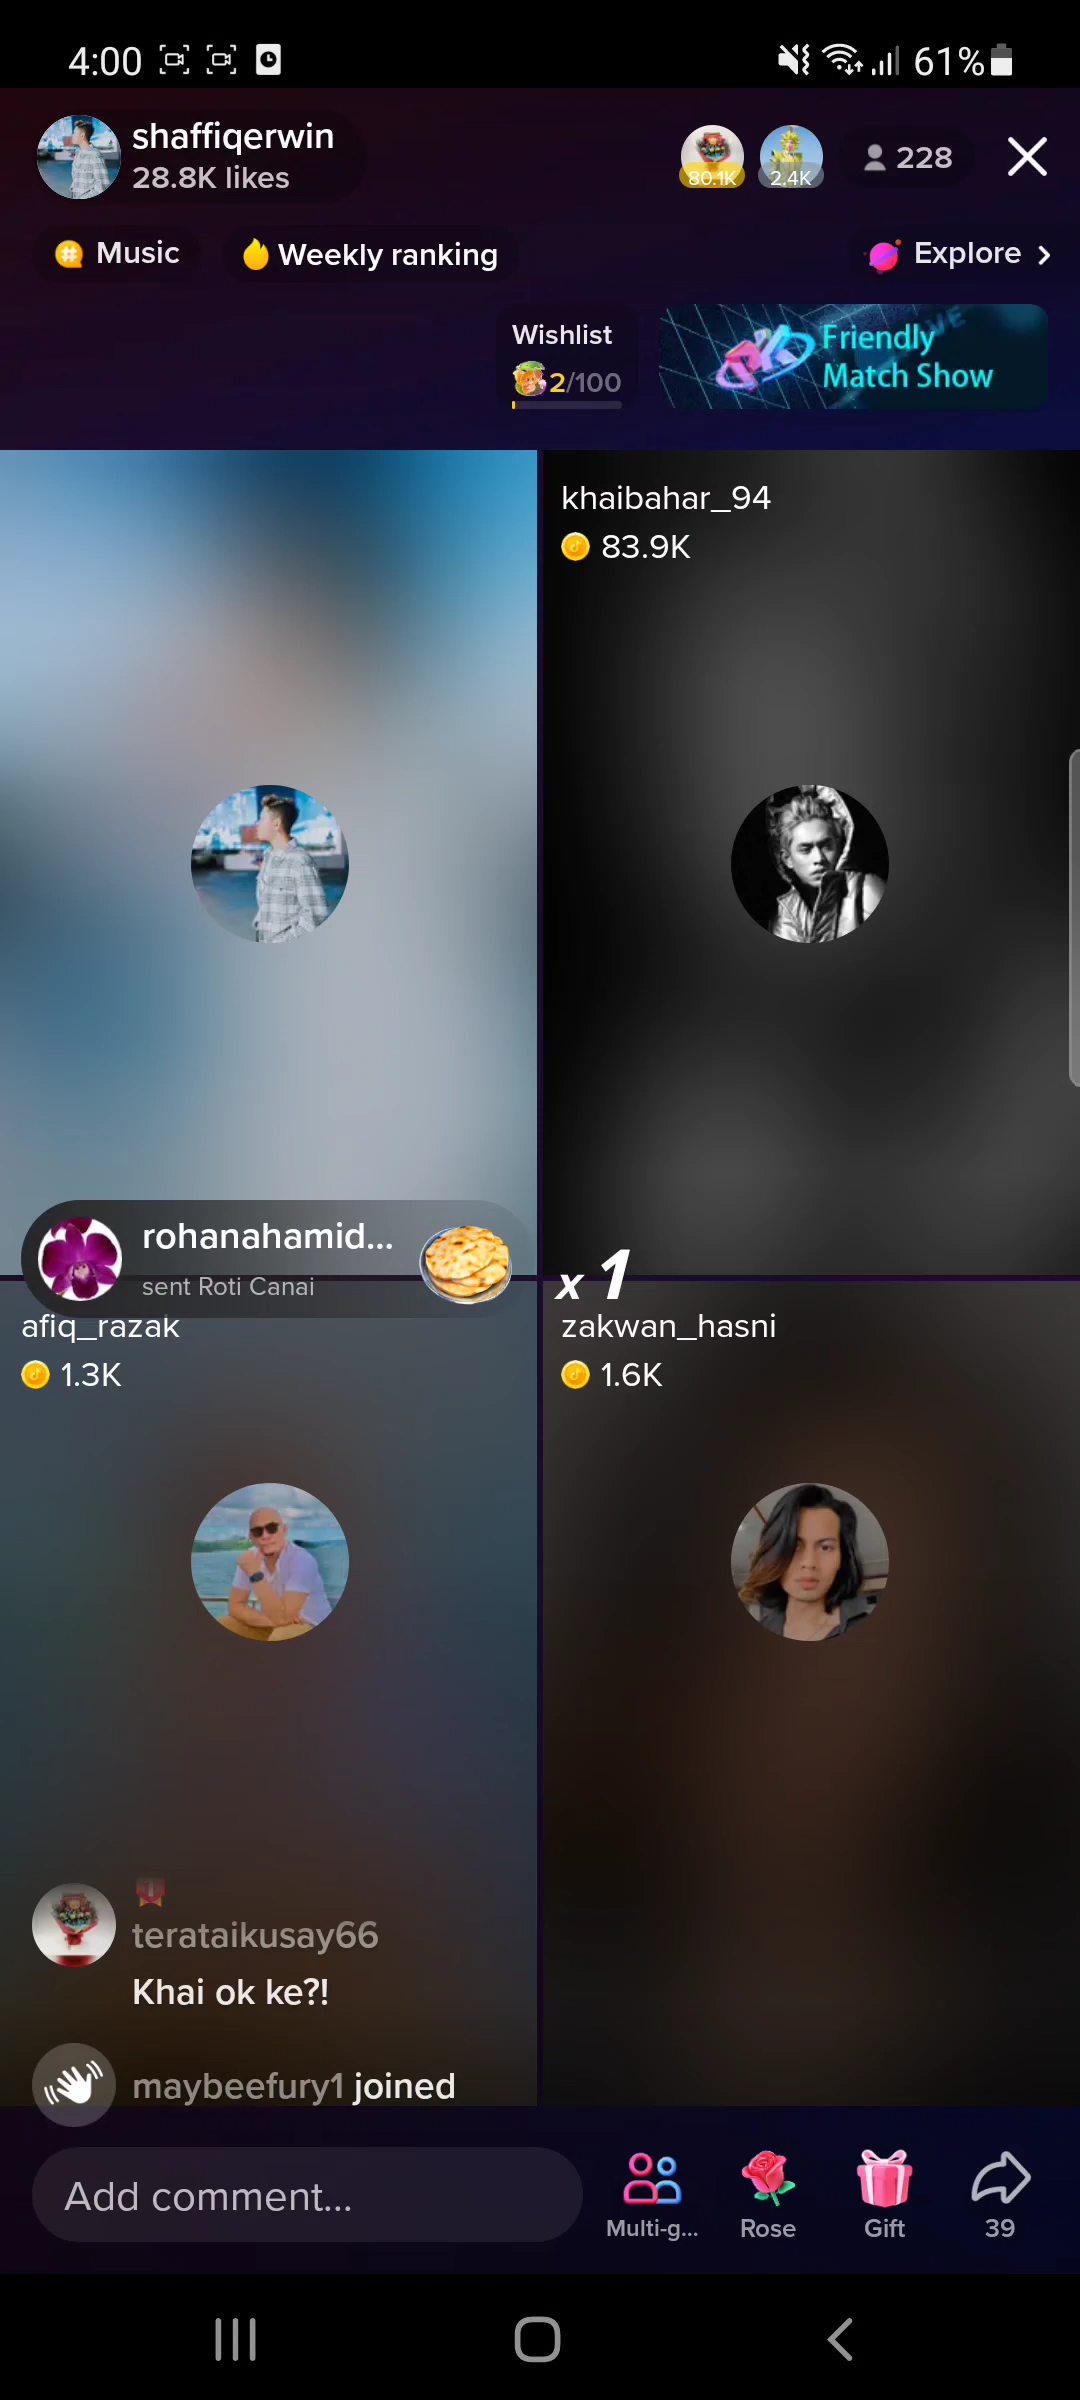 4:00
61%
shaffiqerwin
28.8K likes
80.1K
2.4K
228
Music
Weekly ranking
Explore
Wishlist
2/100
Friendly
Match Show
khaibahar_94
83.9K
rohanahamid...
sent Roti Canai
x 1
afiq_razak
1.3K
zakwan_hasni
1.6K
1
terataikusay66
Khai ok ke?!
maybeefury1 joined
Add comment...
Multi-g...
Rose
Gift
39